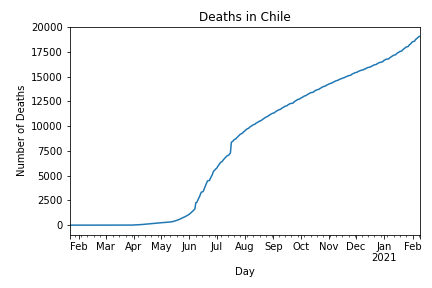 Deaths in Chile
20000
17500
15000
12500
10000
7500
5000
2500
0
Number of Deaths
Feb Mar Apr May Jun Jul Aug Sep Oct Nov Dec Jan Feb
2021
Day